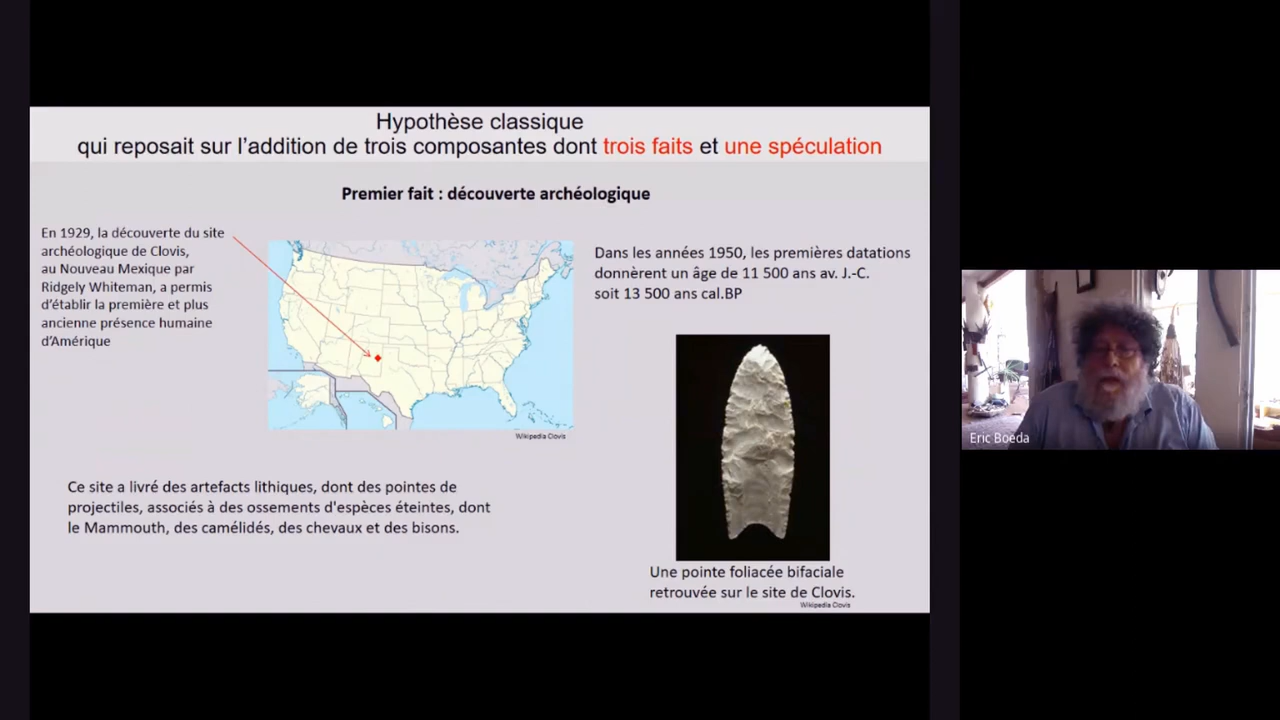 Hypothèse classique
qui reposait sur l'addition de trois composantes dont trois faits et une spéculation
Premier fait : découverte archéologique
En 1929, la découverte du site
archéologique de Clovis,
au Nouveau Mexique par
Ridgely Whiteman, a permis
d'établir la première et plus
ancienne présence humaine
d'Amérique
Wikipedia Clovis
Dans les années 1950, les premières datations
donnèrent un âge de 11 500 ans av. J.-C.
soit 13 500 ans cal.BP
Ce site a livré des artefacts lithiques, dont des pointes de
projectiles, associés à des ossements d'espèces éteintes, dont
le Mammouth, des camélidés, des chevaux et des bisons.
Une pointe foliacée bifaciale
retrouvée sur le site de Clovis.
Wikipedia Clovis
Eric Boeda